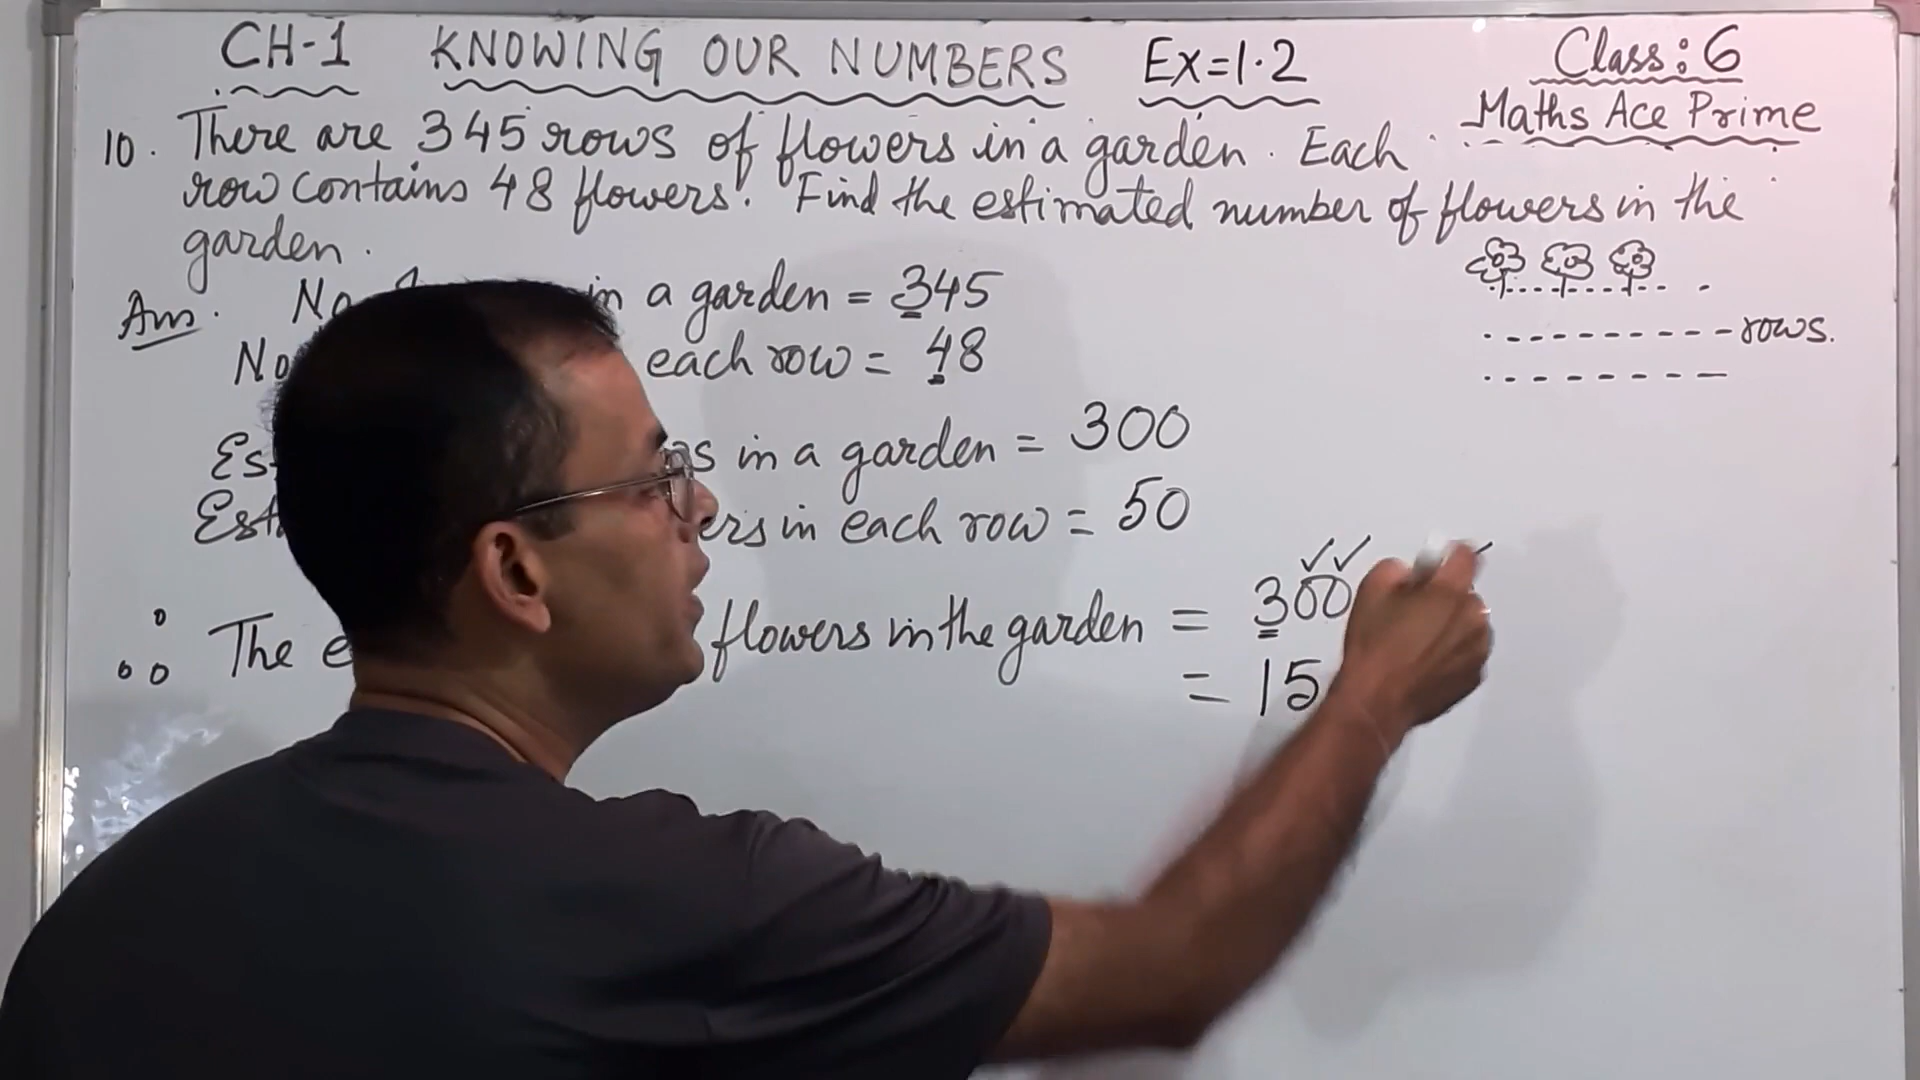 CH-1 KNOWING OUR NUMBERS Ex=1.2 Class: 6
Maths Ace Prime
10. There are 345 rows of flowers in a garden. Each
row contains 48 flowers. Find the estimated number of flowers in the
garden.
Ans. No. in a garden = 345
No each row = 48
rows.
in a garden = 300
in each row = 50
∴ The flowers in the garden = 300
= 15